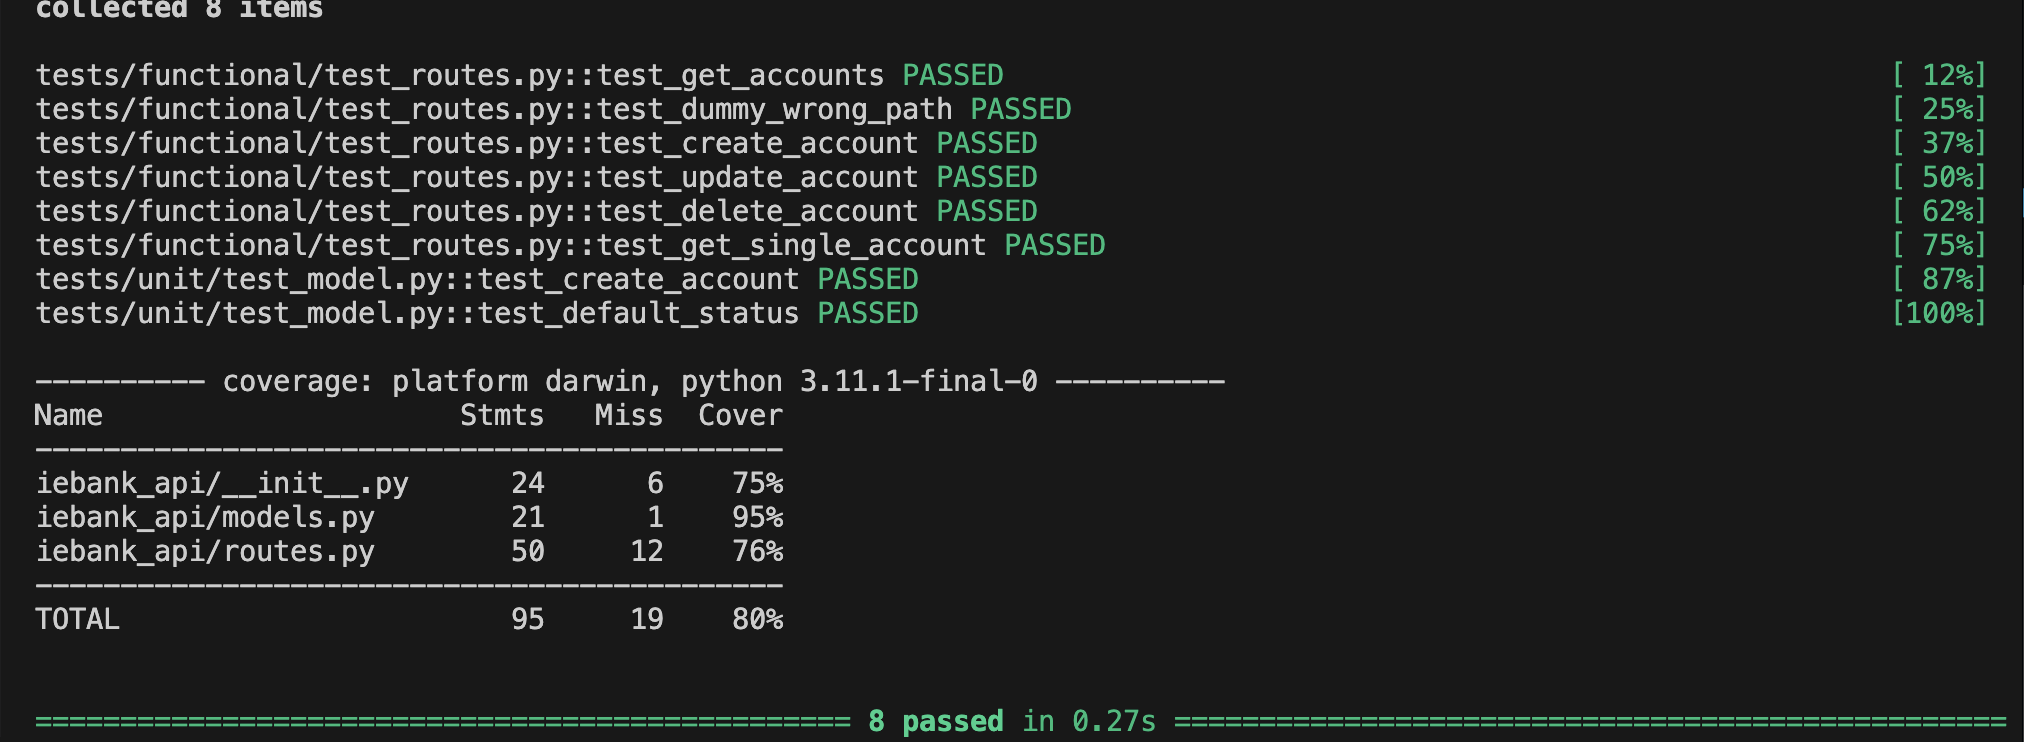 collected 8 items
tests/functional/test_routes.py::test_get_accounts PASSED [ 12%]
tests/functional/test_routes.py::test_dummy_wrong_path PASSED [ 25%]
tests/functional/test_routes.py::test_create_account PASSED [ 37%]
tests/functional/test_routes.py::test_update_account PASSED [ 50%]
tests/functional/test_routes.py::test_delete_account PASSED [ 62%]
tests/functional/test_routes.py::test_get_single_account PASSED [ 75%]
tests/unit/test_model.py::test_create_account PASSED [ 87%]
tests/unit/test_model.py::test_default_status PASSED [100%]
---------- coverage: platform darwin, python 3.11.1-final-0 ----------
Name Stmts Miss Cover
--------------------------------------------
iebank_api/__init__.py 24 6 75%
iebank_api/models.py 21 1 95%
iebank_api/routes.py 50 12 76%
--------------------------------------------
TOTAL 95 19 80%
================================================ 8 passed in 0.27s =================================================